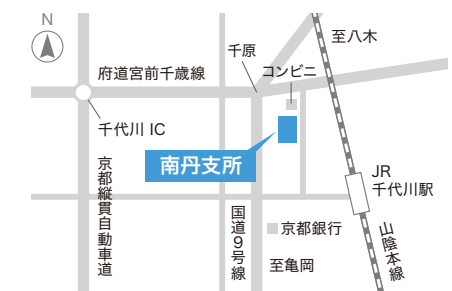 N
至八木
千原
コンビニ
府道宮前千歳線
千代川 IC
南丹支所
JR
千代川駅
京都縦貫自動車道
国道9号線
京都銀行
山陰本線
至亀岡